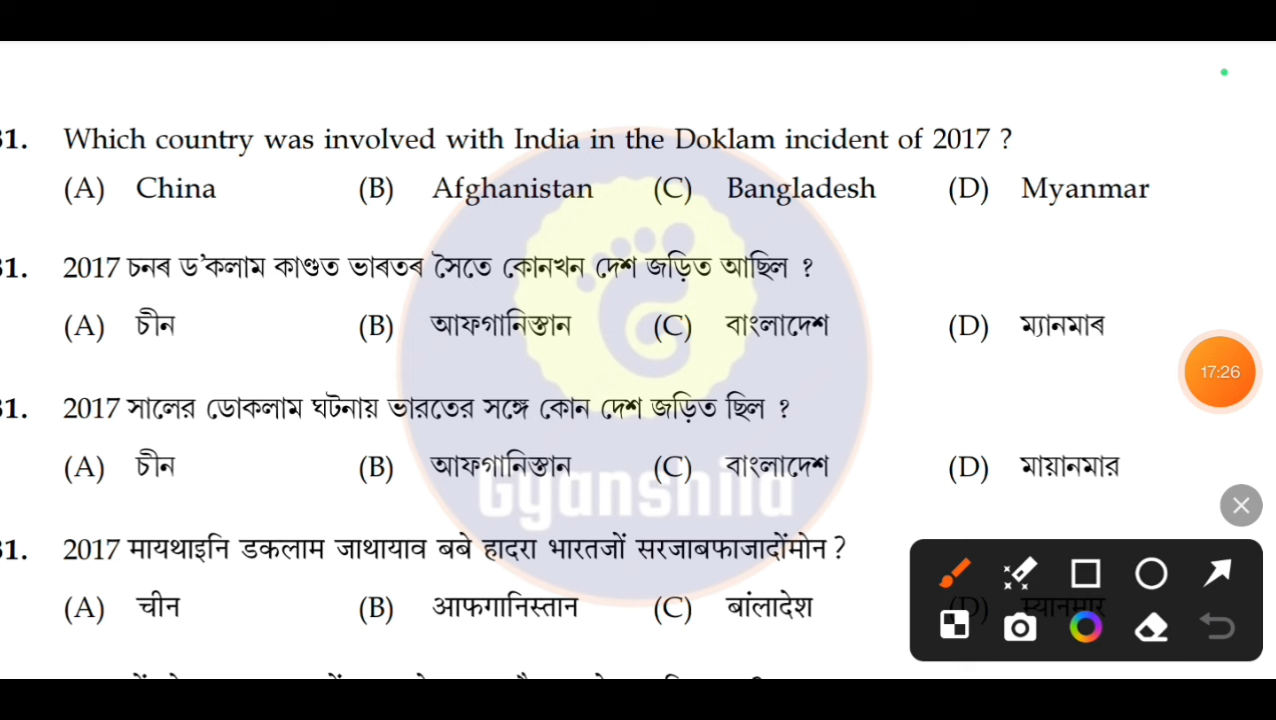 31. Which country was involved with India in the Doklam incident of 2017 ?
(A) China (B) Afghanistan (C) Bangladesh (D) Myanmar
31. 2017 চনৰ ড’কলাম কাণ্ডত ভাৰতৰ সৈতে কোনখন দেশ জড়িত আছিল ?
(A) চীন (B) আফগানিস্তান (C) বাংলাদেশ (D) ম্যানমাৰ
17:26
31. 2017 সালের ডোকলাম ঘটনায় ভারতের সঙ্গে কোন দেশ জড়িত ছিল ?
(A) চীন (B) আফগানিস্তান (C) বাংলাদেশ (D) মায়ানমার
Gyanshila
31. 2017 मायथाइनि डकलाम जाथायाव बबे हादरा भारतजों सरजाबफाजादोंमोन ?
(A) चीन (B) आफगानिस्तान (C) बांलादेश (D) म्यानमार